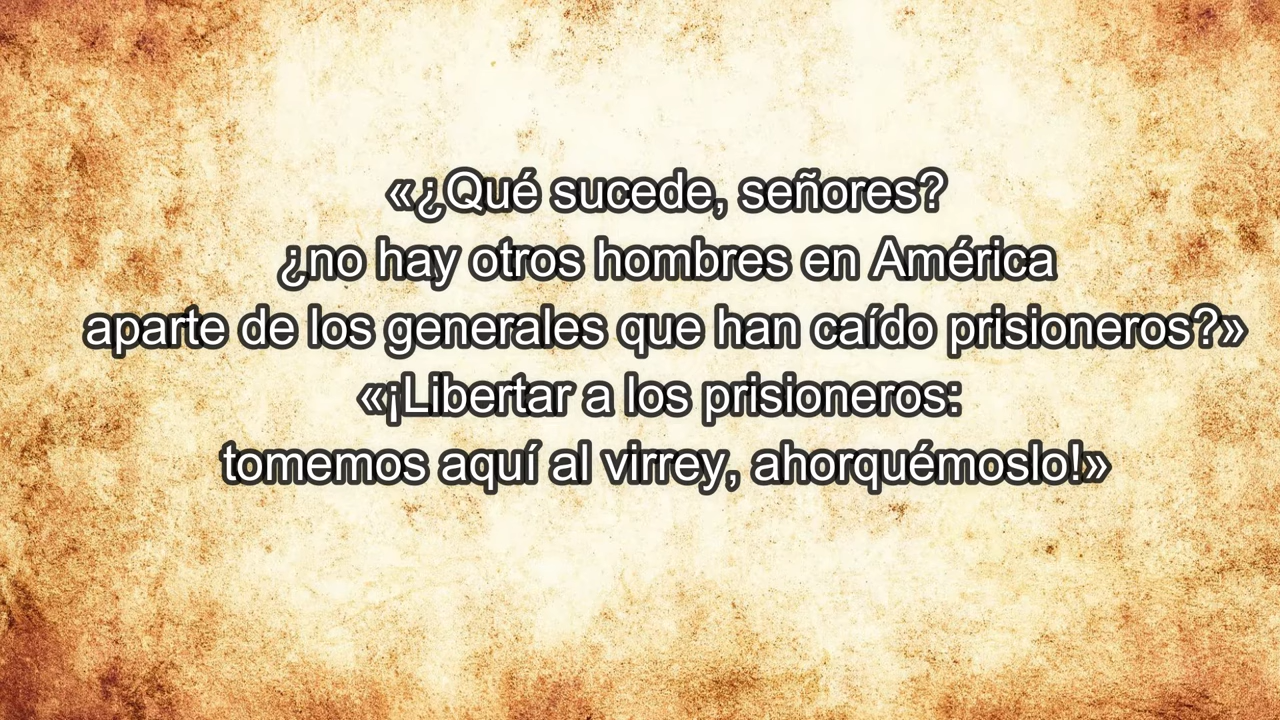 «¿Qué sucede, señores?
¿no hay otros hombres en América
aparte de los generales que han caído prisioneros?»
«¡Libertar a los prisioneros:
tomemos aquí al virrey, ahorquémoslo!»